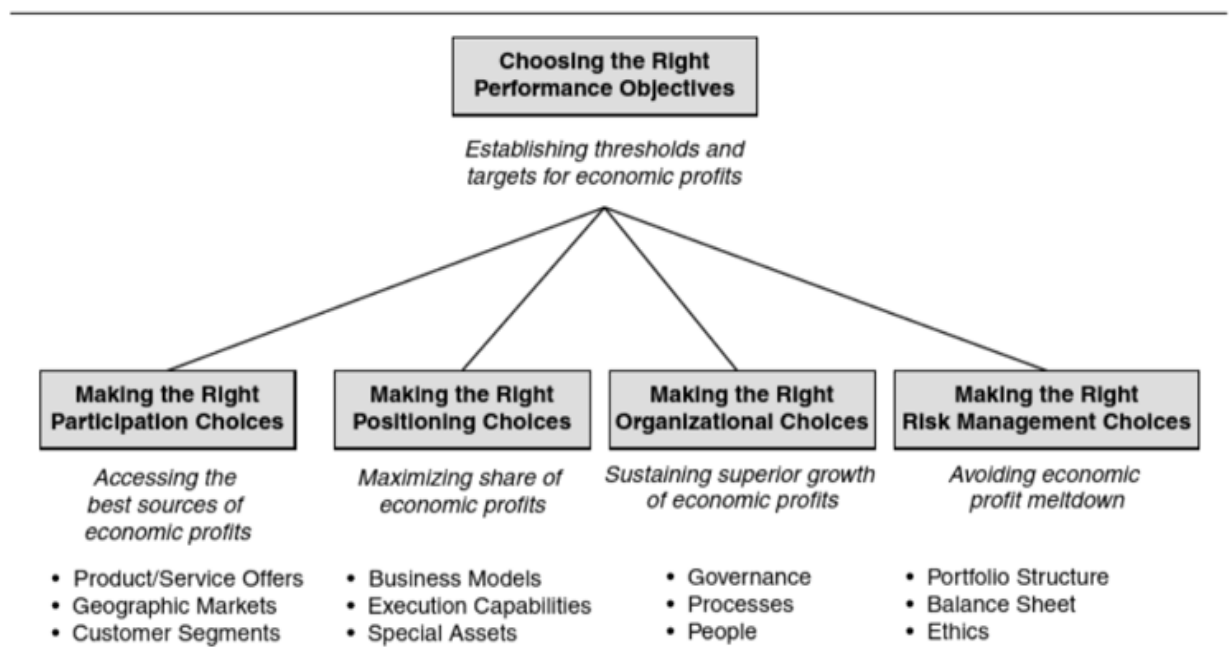 Choosing the Right
Performance Objectives
Establishing thresholds and
targets for economic profits
Making the Right
Participation Choices
Accessing the
best sources of
economic profits
• Product/Service Offers
• Geographic Markets
• Customer Segments
Making the Right
Positioning Choices
Maximizing share of
economic profits
• Business Models
• Execution Capabilities
• Special Assets
Making the Right
Organizational Choices
Sustaining superior growth
of economic profits
• Governance
• Processes
• People
Making the Right
Risk Management Choices
Avoiding economic
profit meltdown
• Portfolio Structure
• Balance Sheet
• Ethics